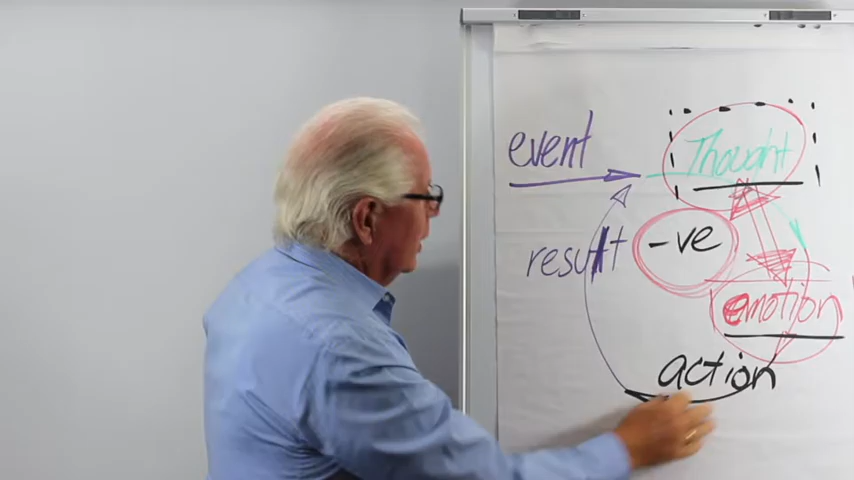 event
Thought
result
-ve
emotion
action